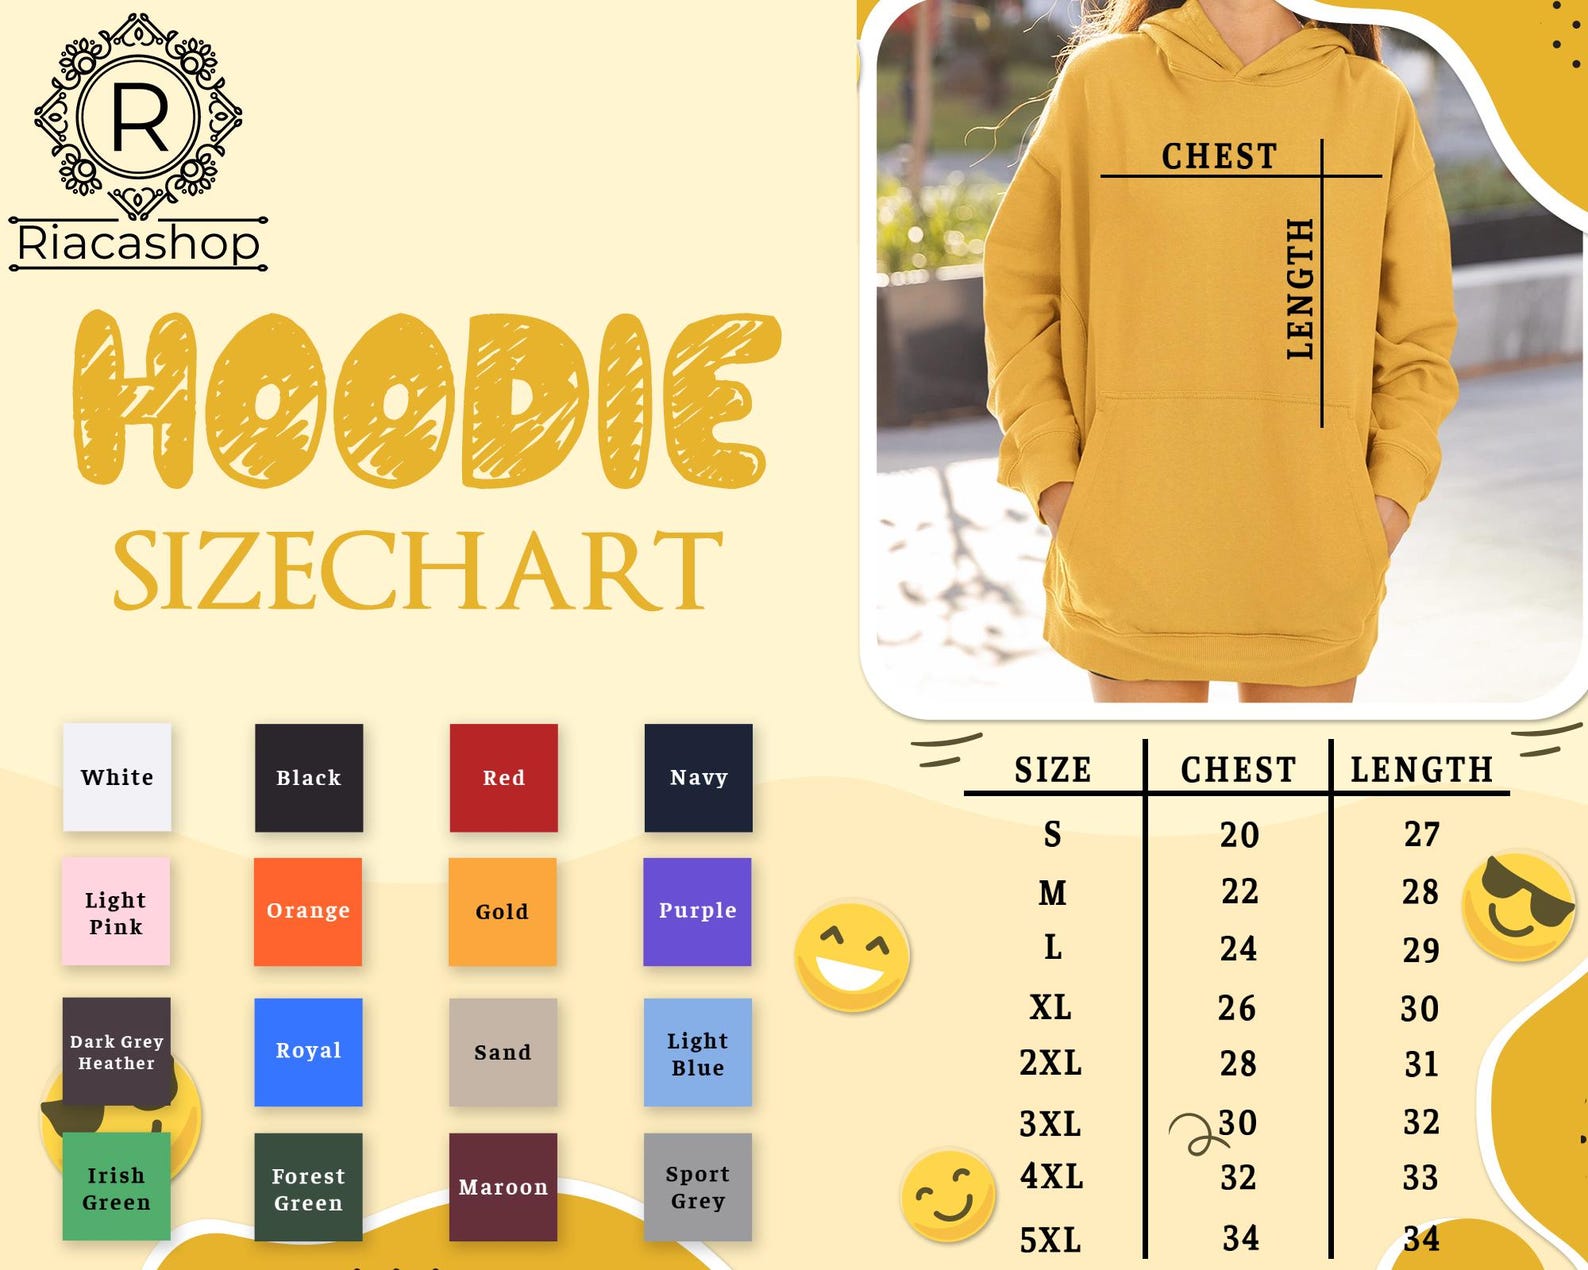 R
Riacashop
HOODIE
SIZECHART
CHEST
LENGTH
White
Black
Red
Navy
Light
Pink
Orange
Gold
Purple
Dark Grey
Heather
Royal
Sand
Light
Blue
Irish
Green
Forest
Green
Maroon
Sport
Grey
SIZE CHEST LENGTH
S 20 27
M 22 28
L 24 29
XL 26 30
2XL 28 31
3XL 30 32
4XL 32 33
5XL 34 34